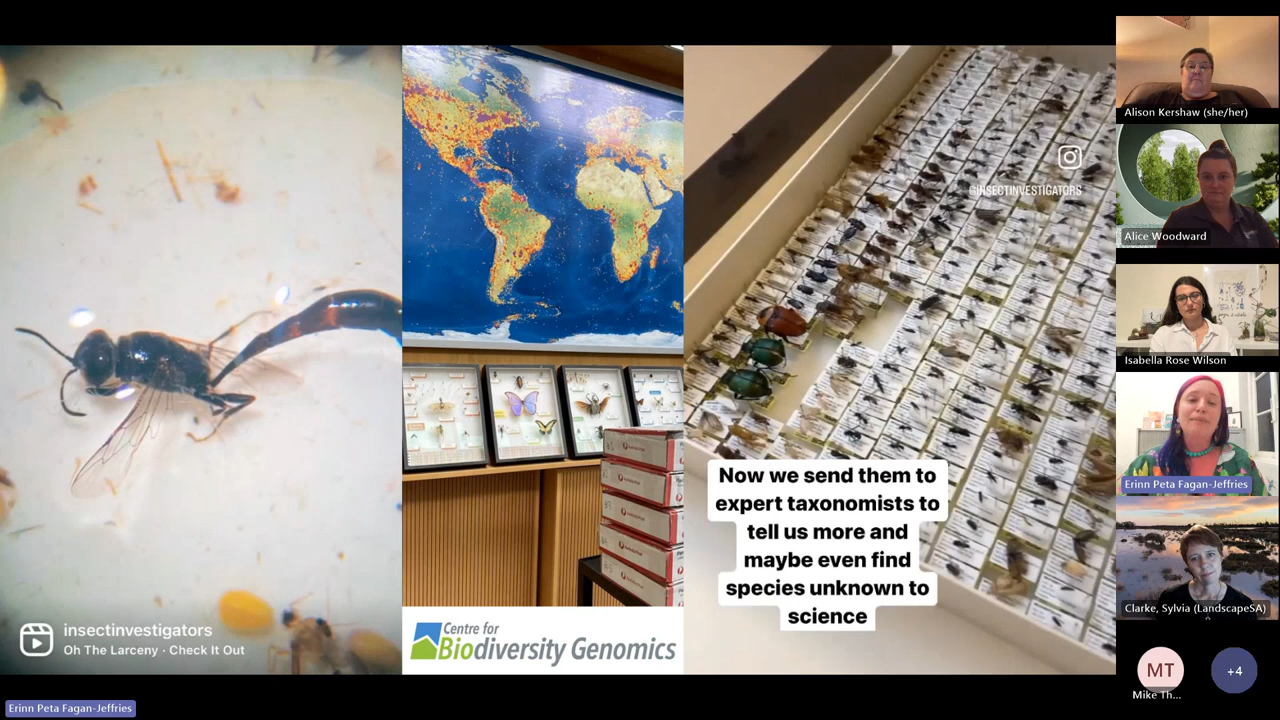 insectinvestigators
Oh The Larceny · Check It Out
Centre for
Biodiversity Genomics
@INSECTINVESTIGATORS
Now we send them to
expert taxonomists to
tell us more and
maybe even find
species unknown to
science
Alison Kershaw (she/her)
Alice Woodward
Isabella Rose Wilson
Erinn Peta Fagan-Jeffries
Clarke, Sylvia (LandscapeSA)
MT
Mike Th...
+4
Erinn Peta Fagan-Jeffries